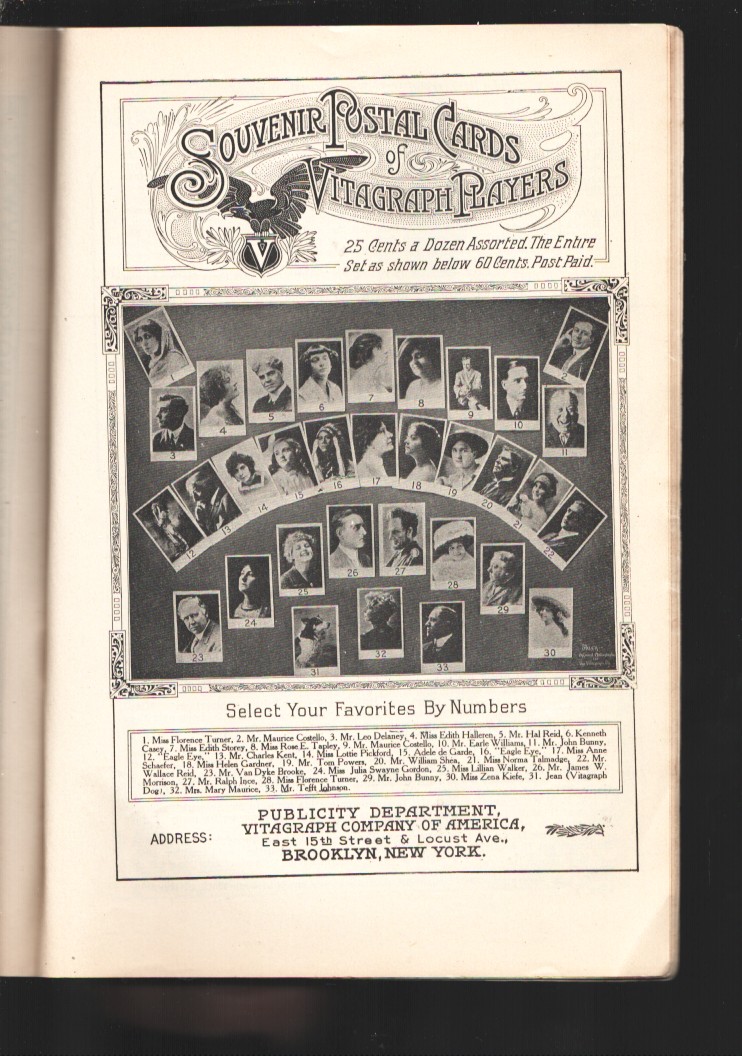 SOUVENIR POSTAL CARDS
of
VITAGRAPH PLAYERS
25 Cents a Dozen Assorted. The Entire
Set as shown below 60 Cents. Post Paid.
V
1
2
3
4
5
6
7
8
9
10
11
12
13
14
15
16
17
18
19
20
21
22
23
24
25
26
27
28
29
30
31
32
33
Select Your Favorites By Numbers
1. Miss Florence Turner, 2. Mr. Maurice Costello, 3. Mr. Leo Delaney, 4. Miss Edith Halleren, 5. Mr. Hal Reid, 6. Kenneth
Casey, 7. Miss Edith Storey, 8. Miss Rose E. Tapley, 9. Mr. Maurice Costello, 10. Mr. Earle Williams, 11. Mr. John Bunny,
12. "Eagle Eye," 13. Mr. Charles Kent, 14. Miss Lottie Pickford, 15. Adele de Garde, 16. "Eagle Eye," 17. Miss Anne
Schaefer, 18. Miss Helen Gardner, 19. Mr. Tom Powers, 20. Mr. William Shea, 21. Miss Norma Talmadge, 22. Mr.
Wallace Reid, 23. Mr. Van Dyke Brooke, 24. Miss Julia Swayne Gordon, 25. Miss Lillian Walker, 26. Mr. James W.
Morrison, 27. Mr. Ralph Ince, 28. Miss Florence Turner, 29. Mr. John Bunny, 30. Miss Zena Kiefe, 31. Jean (Vitagraph
Dog), 32. Mrs. Mary Maurice, 33. Mr. Tefft Johnson.
ADDRESS:
PUBLICITY DEPARTMENT,
VITAGRAPH COMPANY OF AMERICA,
East 15th Street & Locust Ave.,
BROOKLYN, NEW YORK.